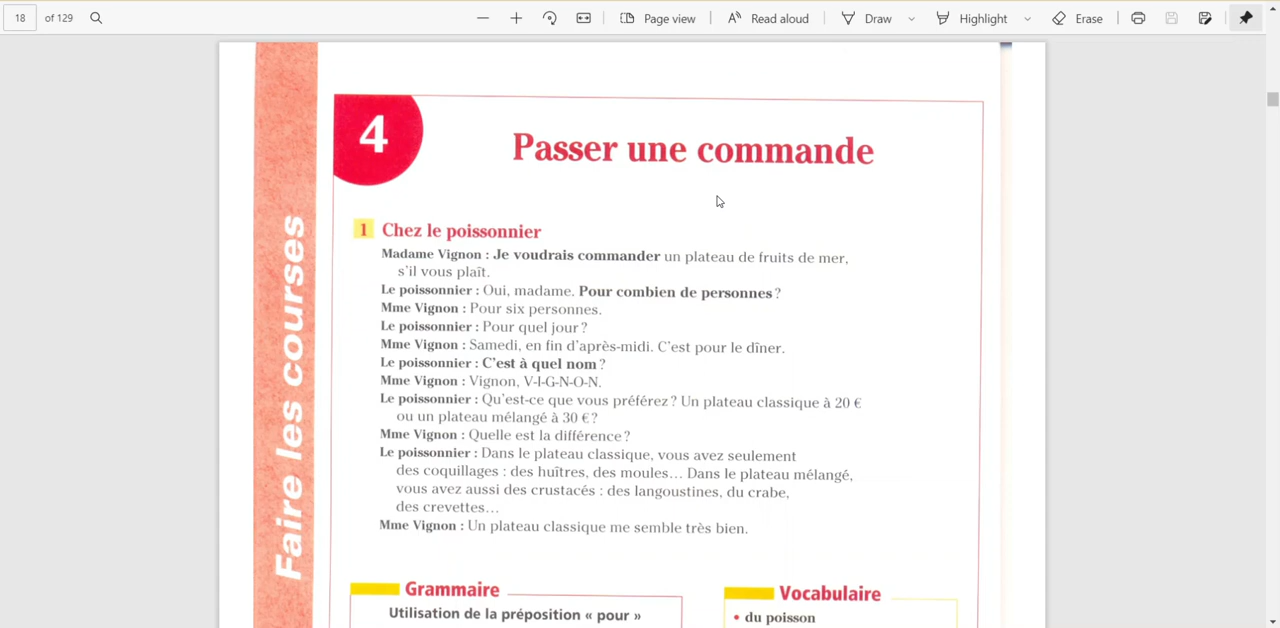 18 of 129 Page view Read aloud Draw Highlight Erase
Faire les courses
4
Passer une commande
1 Chez le poissonnier
Madame Vignon : Je voudrais commander un plateau de fruits de mer,
s'il vous plaît.
Le poissonnier : Oui, madame. Pour combien de personnes ?
Mme Vignon : Pour six personnes.
Le poissonnier : Pour quel jour ?
Mme Vignon : Samedi, en fin d'après-midi. C'est pour le dîner.
Le poissonnier : C'est à quel nom ?
Mme Vignon : Vignon, V-I-G-N-O-N.
Le poissonnier : Qu'est-ce que vous préférez ? Un plateau classique à 20 €
ou un plateau mélangé à 30 € ?
Mme Vignon : Quelle est la différence ?
Le poissonnier : Dans le plateau classique, vous avez seulement
des coquillages : des huîtres, des moules... Dans le plateau mélangé,
vous avez aussi des crustacés : des langoustines, du crabe,
des crevettes...
Mme Vignon : Un plateau classique me semble très bien.
Grammaire
Utilisation de la préposition « pour »
Vocabulaire
• du poisson